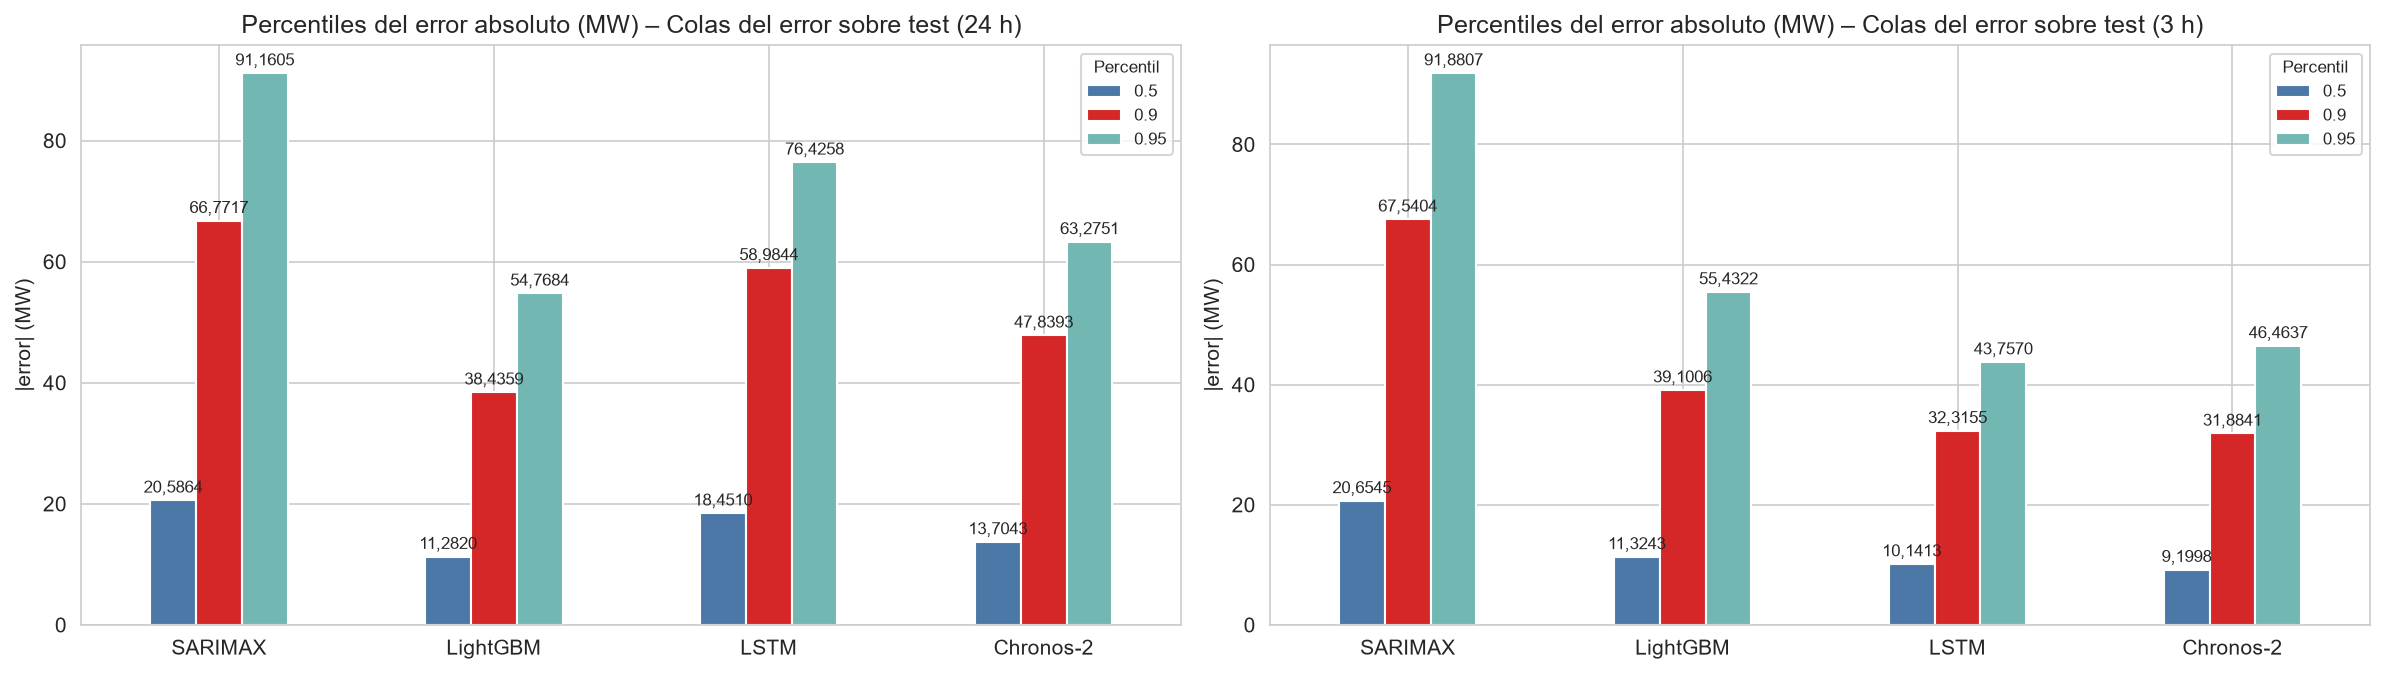 Percentiles del error absoluto (MW) – Colas del error sobre test (24 h)
|error| (MW)
80
60
40
20
0
91,1605
66,7717
20,5864
54,7684
38,4359
11,2820
76,4258
58,9844
18,4510
63,2751
47,8393
13,7043
Percentil
0.5
0.9
0.95
SARIMAX
LightGBM
LSTM
Chronos-2
Percentiles del error absoluto (MW) – Colas del error sobre test (3 h)
|error| (MW)
80
60
40
20
0
91,8807
67,5404
20,6545
55,4322
39,1006
11,3243
43,7570
32,3155
10,1413
46,4637
31,8841
9,1998
Percentil
0.5
0.9
0.95
SARIMAX
LightGBM
LSTM
Chronos-2